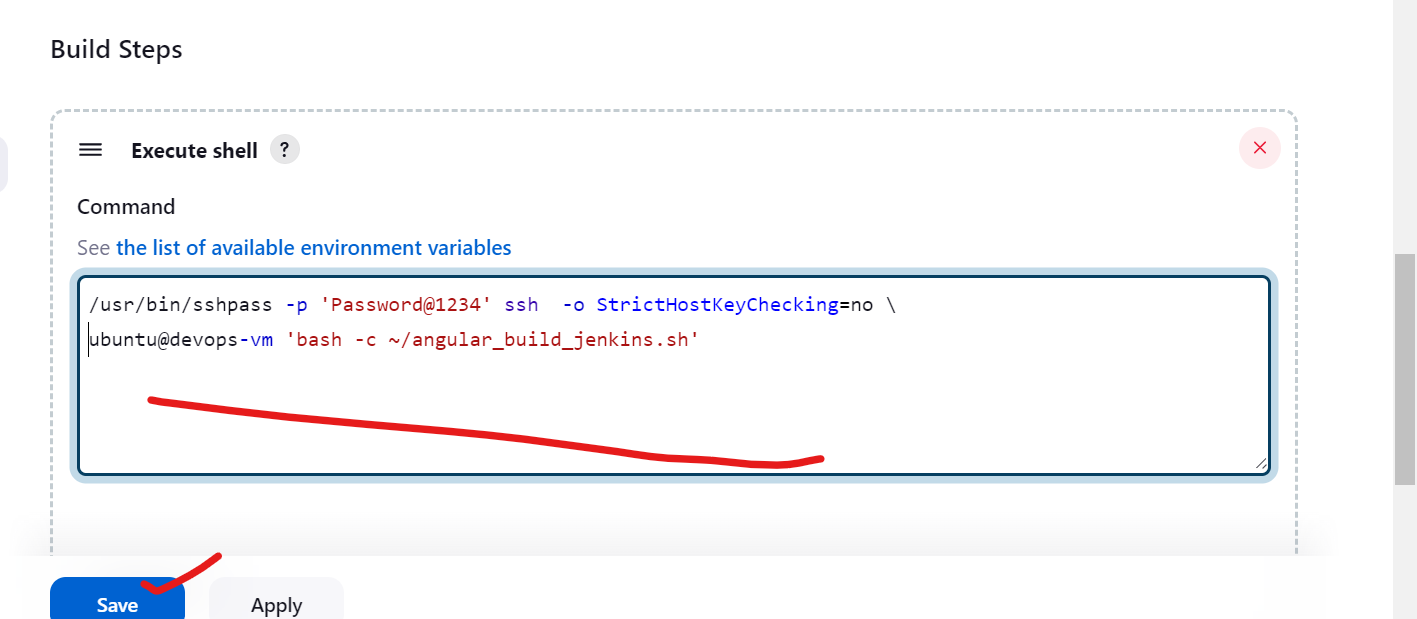 Build Steps
Execute shell ?
Command
See the list of available environment variables
/usr/bin/sshpass -p 'Password@1234' ssh  -o StrictHostKeyChecking=no \
ubuntu@devops-vm 'bash -c ~/angular_build_jenkins.sh'
Save Apply